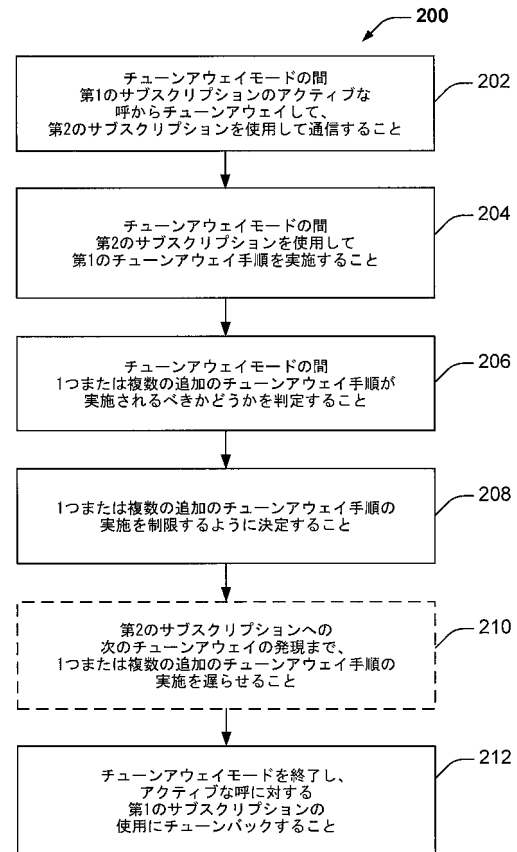 200
チューンアウェイモードの間
第1のサブスクリプションのアクティブな
呼からチューンアウェイして、
第2のサブスクリプションを使用して通信すること
202
チューンアウェイモードの間
第2のサブスクリプションを使用して
第1のチューンアウェイ手順を実施すること
204
チューンアウェイモードの間
1つまたは複数の追加のチューンアウェイ手順が
実施されるべきかどうかを判定すること
206
1つまたは複数の追加のチューンアウェイ手順の
実施を制限するように決定すること
208
第2のサブスクリプションへの
次のチューンアウェイの発現まで、
1つまたは複数の追加のチューンアウェイ手順の
実施を遅らせること
210
チューンアウェイモードを終了し、
アクティブな呼に対する
第1のサブスクリプションの
使用にチューンバックすること
212